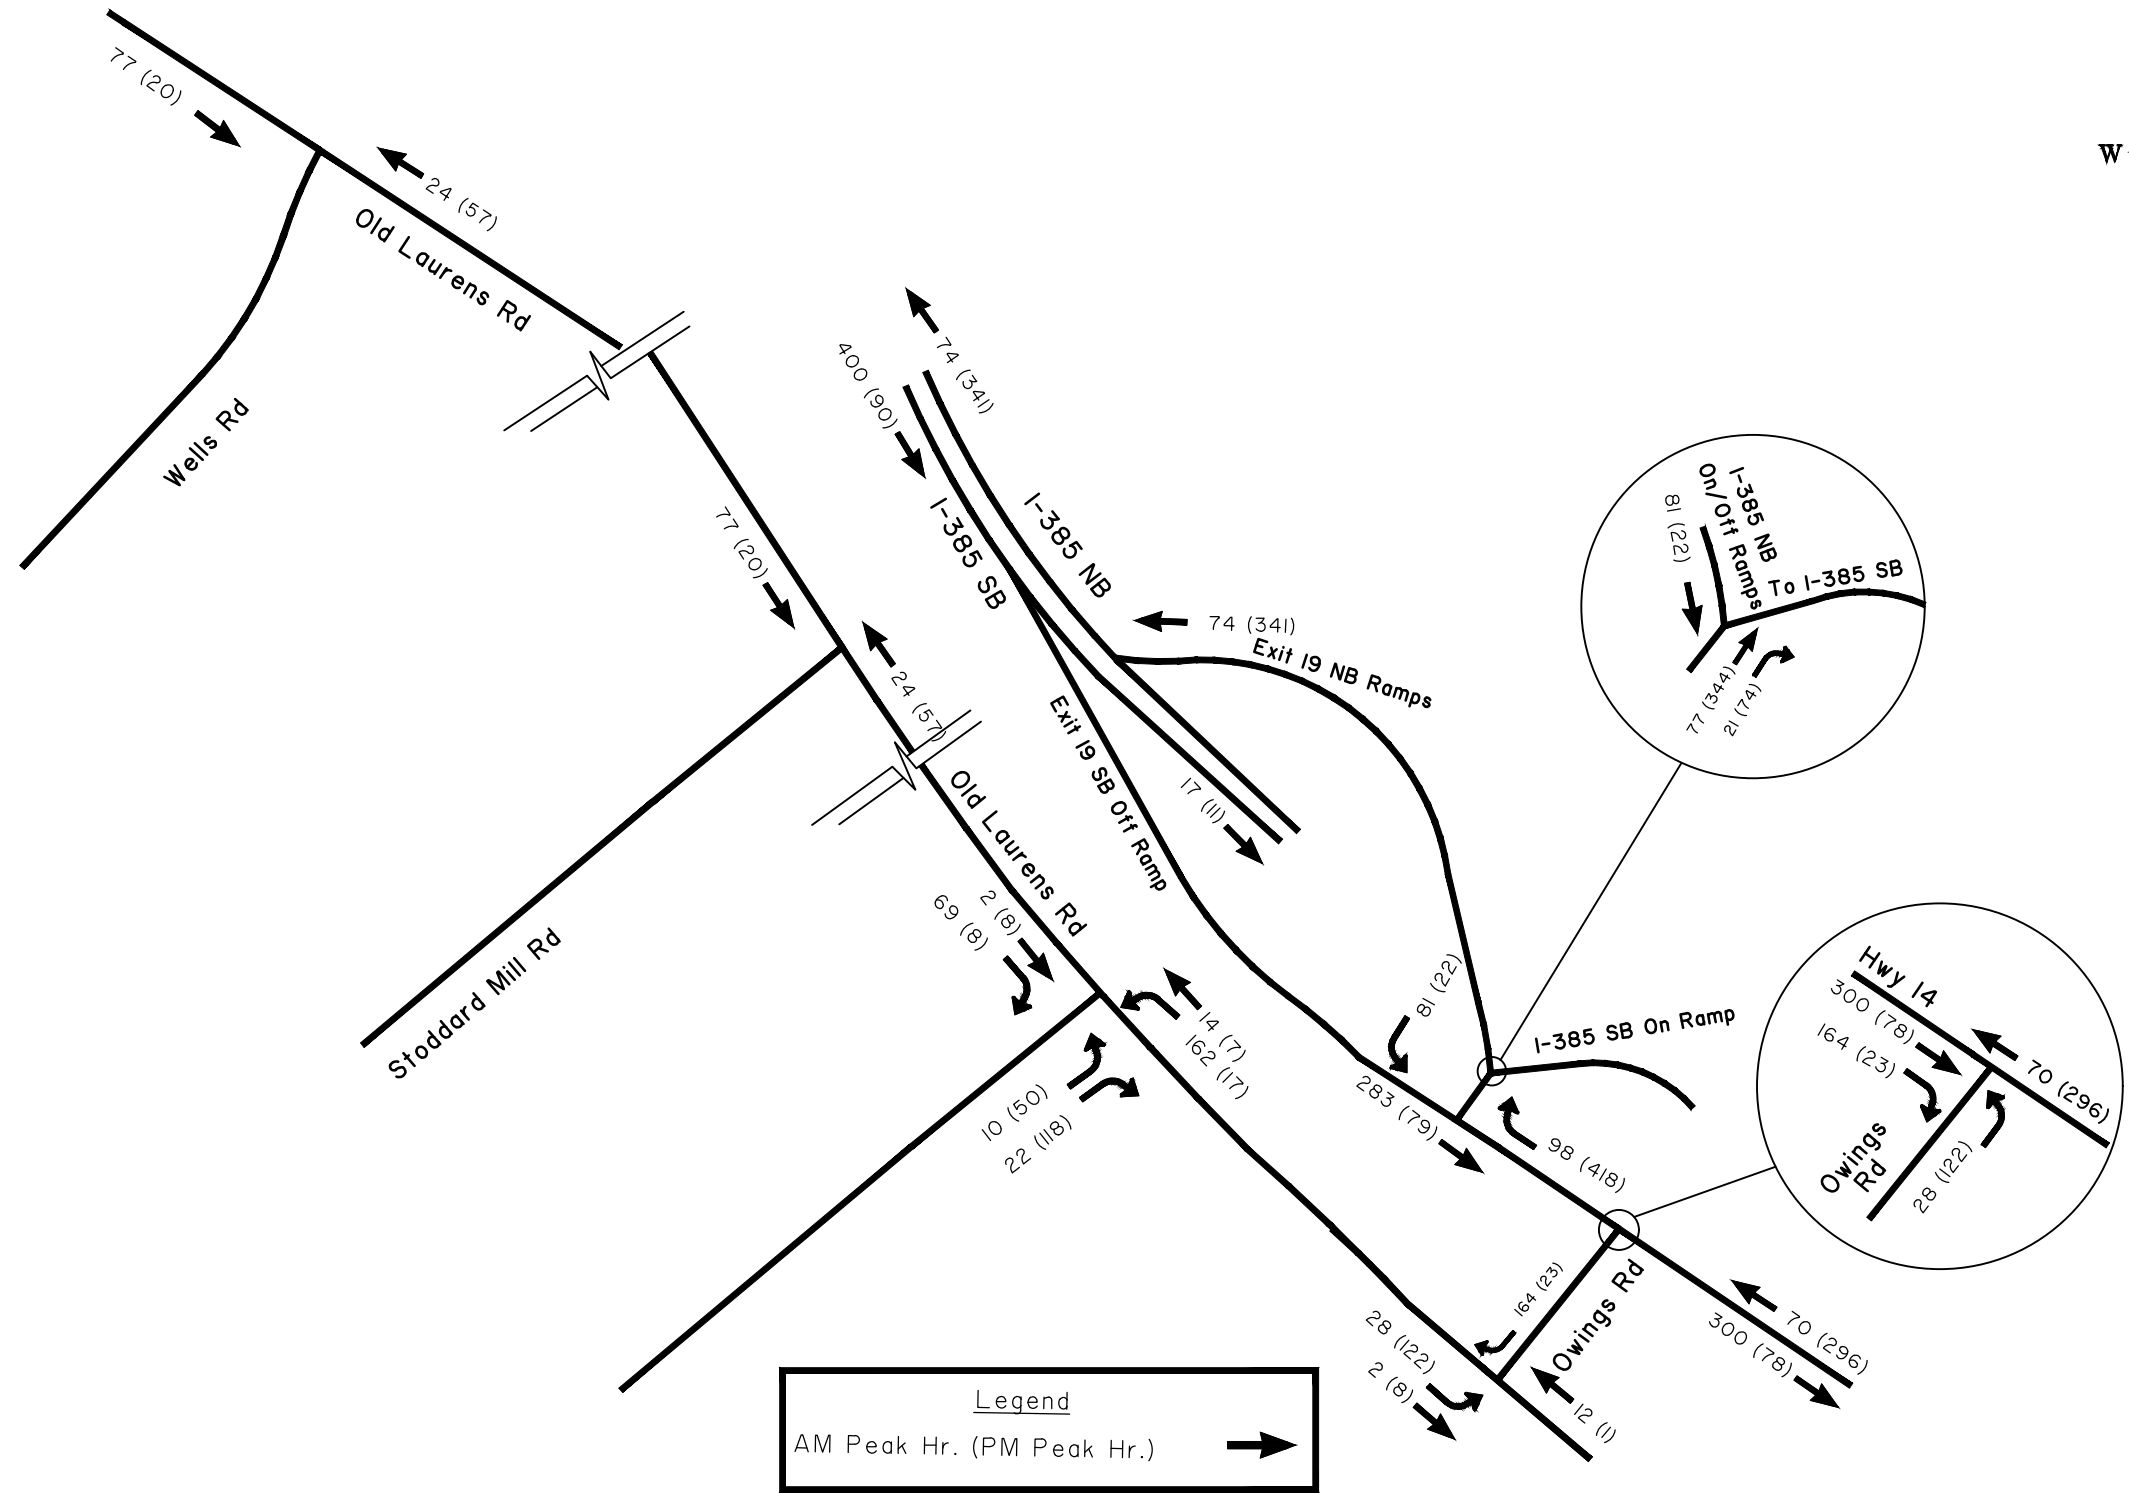 77 (20)
24 (57)
W
Old Laurens Rd
Wells Rd
74 (341)
400 (90)
I-385 SB
I-385 NB
77 (20)
24 (57)
74 (341)
Exit 19 NB Ramps
Exit 19 SB Off Ramp
17 (11)
I-385 NB
On/Off Ramps
To I-385 SB
81 (22)
77 (344)
21 (74)
Old Laurens Rd
2 (8)
69 (8)
Stoddard Mill Rd
14 (7)
162 (17)
10 (50)
22 (118)
81 (22)
I-385 SB On Ramp
283 (79)
98 (418)
Hwy 14
300 (78)
164 (23)
70 (296)
Owings
Rd
28 (122)
164 (23)
Owings Rd
70 (296)
300 (78)
28 (122)
2 (8)
12 (1)
Legend
AM Peak Hr. (PM Peak Hr.)